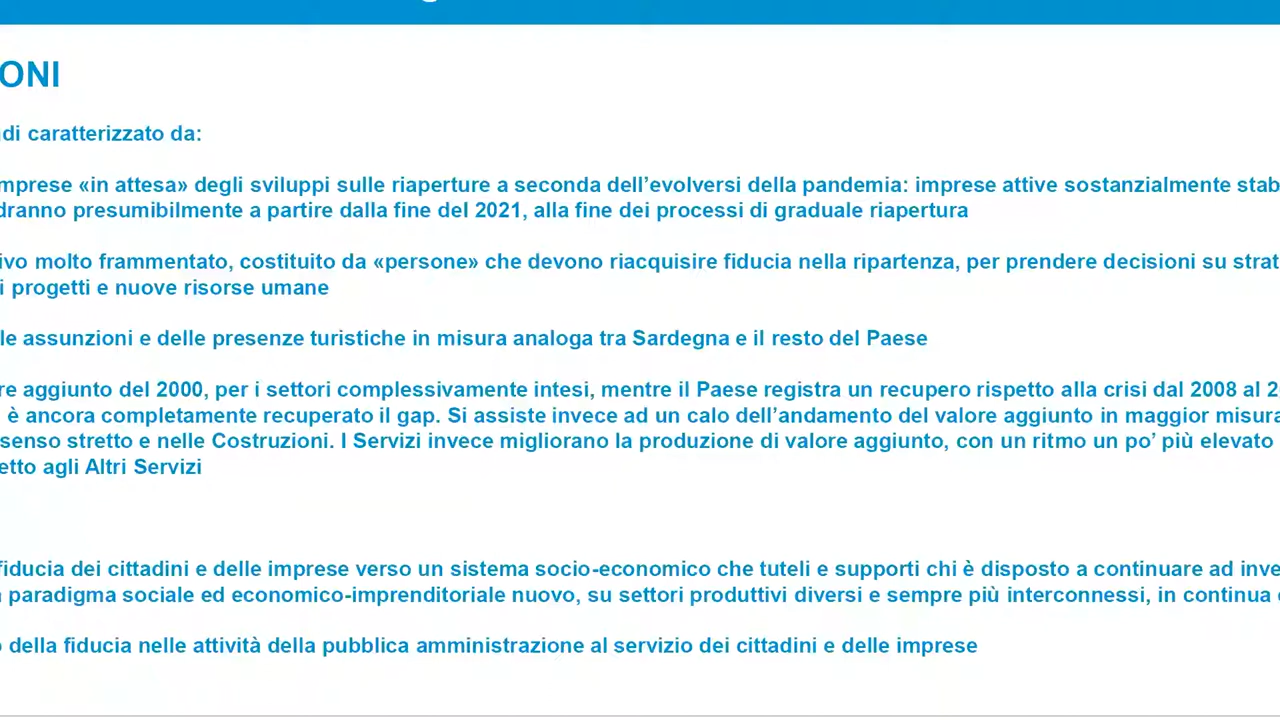 ONI
di caratterizzato da:
mprese «in attesa» degli sviluppi sulle riaperture a seconda dell’evolversi della pandemia: imprese attive sostanzialmente stab
dranno presumibilmente a partire dalla fine del 2021, alla fine dei processi di graduale riapertura
ivo molto frammentato, costituito da «persone» che devono riacquisire fiducia nella ripartenza, per prendere decisioni su strat
i progetti e nuove risorse umane
le assunzioni e delle presenze turistiche in misura analoga tra Sardegna e il resto del Paese
re aggiunto del 2000, per i settori complessivamente intesi, mentre il Paese registra un recupero rispetto alla crisi dal 2008 al 2
è ancora completamente recuperato il gap. Si assiste invece ad un calo dell’andamento del valore aggiunto in maggior misura
senso stretto e nelle Costruzioni. I Servizi invece migliorano la produzione di valore aggiunto, con un ritmo un po’ più elevato
etto agli Altri Servizi
fiducia dei cittadini e delle imprese verso un sistema socio-economico che tuteli e supporti chi è disposto a continuare ad inve
paradigma sociale ed economico-imprenditoriale nuovo, su settori produttivi diversi e sempre più interconnessi, in continua
o della fiducia nelle attività della pubblica amministrazione al servizio dei cittadini e delle imprese